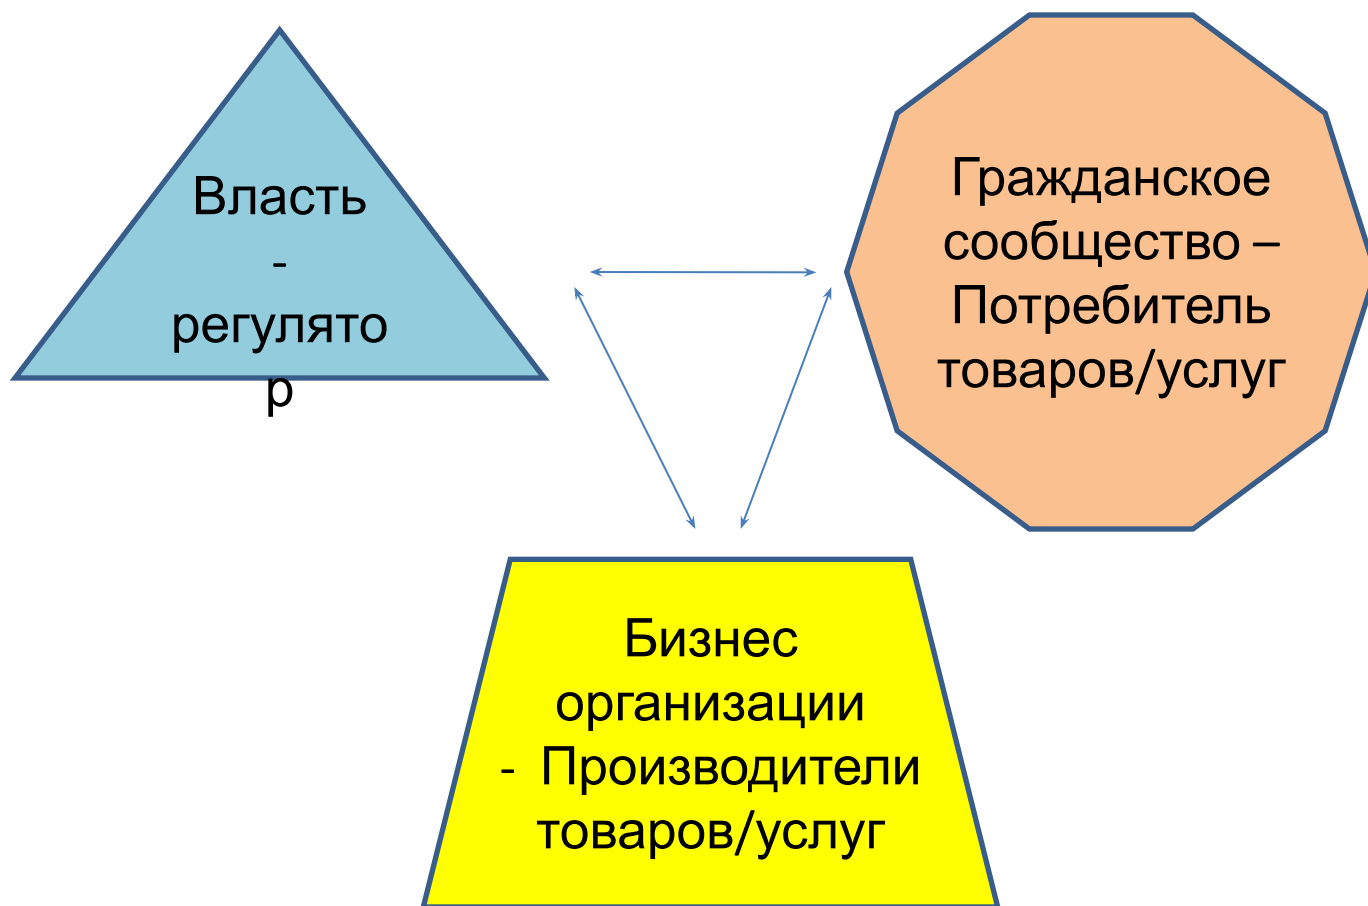 Власть
-
регулято
р
Гражданское
сообщество –
Потребитель
товаров/услуг
Бизнес
организации
- Производители
товаров/услуг